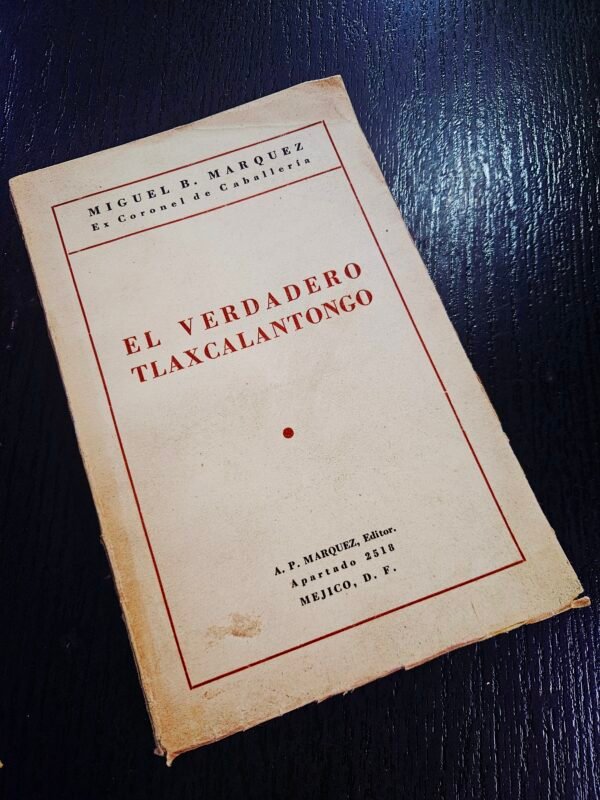 MIGUEL B. MARQUEZ
Ex Coronel de Caballería
EL VERDADERO
TLAXCALANTONGO
A. P. MARQUEZ, Editor.
Apartado 2518
MEJICO, D. F.